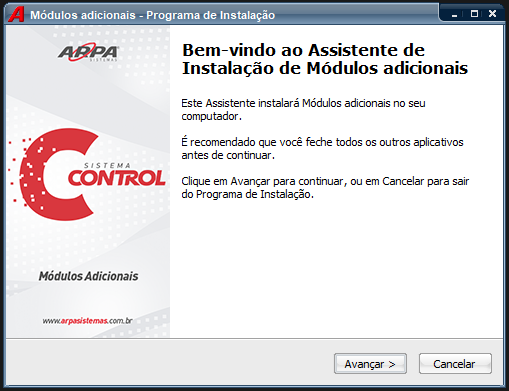 Módulos adicionais - Programa de Instalação
ARPA
SISTEMAS
Bem-vindo ao Assistente de
Instalação de Módulos adicionais
Este Assistente instalará Módulos adicionais no seu
computador.
É recomendado que você feche todos os outros aplicativos
antes de continuar.
Clique em Avançar para continuar, ou em Cancelar para sair
do Programa de Instalação.
SISTEMA
CONTROL
Módulos Adicionais
www.arpasistemas.com.br
Avançar >
Cancelar